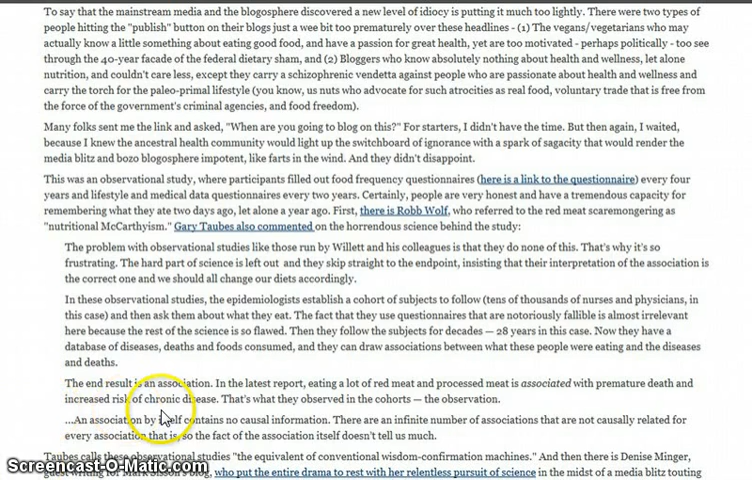 To say that the mainstream media and the blogosphere discovered a new level of idiocy is putting it much too lightly. There were two types of
people hitting the "publish" button on their blogs just a wee bit too prematurely over these headlines - (1) The vegans/vegetarians who may
actually know a little something about eating good food, and have a passion for great health, yet are too motivated - perhaps politically - too see
through the 40-year facade of the federal dietary sham, and (2) Bloggers who know absolutely nothing about health and wellness, let alone
nutrition, and couldn't care less, except they carry a schizophrenic vendetta against people who are passionate about health and wellness and
carry the torch for the paleo-primal lifestyle (you know, us nuts who advocate for such atrocities as real food, voluntary trade that is free from
the force of the government's criminal agencies, and food freedom).
Many folks sent me the link and asked, "When are you going to blog on this?" For starters, I didn't have the time. But then again, I waited,
because I knew the ancestral health community would light up the switchboard of ignorance with a spark of sagacity that would render the
media blitz and bozo blogosphere impotent, like farts in the wind. And they didn't disappoint.
This was an observational study, where participants filled out food frequency questionnaires (here is a link to the questionnaire) every four
years and lifestyle and medical data questionnaires every two years. Certainly, people are very honest and have a tremendous capacity for
remembering what they ate two days ago, let alone a year ago. First, there is Robb Wolf, who referred to the red meat scaremongering as
"nutritional McCarthyism." Gary Taubes also commented on the horrendous science behind the study:
The problem with observational studies like those run by Willett and his colleagues is that they do none of this. That's why it's so
frustrating. The hard part of science is left out and they skip straight to the endpoint, insisting that their interpretation of the association is
the correct one and we should all change our diets accordingly.
In these observational studies, the epidemiologists establish a cohort of subjects to follow (tens of thousands of nurses and physicians, in
this case) and then ask them about what they eat. The fact that they use questionnaires that are notoriously fallible is almost irrelevant
here because the rest of the science is so flawed. Then they follow the subjects for decades — 28 years in this case. Now they have a
database of diseases, deaths and foods consumed, and they can draw associations between what these people were eating and the diseases
and deaths.
The end result is an association. In the latest report, eating a lot of red meat and processed meat is associated with premature death and
increased risk of chronic disease. That's what they observed in the cohorts — the observation.
...An association by itself contains no causal information. There are an infinite number of associations that are not causally related for
every association that is, so the fact of the association itself doesn't tell us much.
Taubes calls these observational studies "the equivalent of conventional wisdom-confirmation machines." And then there is Denise Minger,
guest writing for Mark Sisson's blog, who put the entire drama to rest with her relentless pursuit of science in the midst of a media blitz touting
Screencast-O-Matic.com